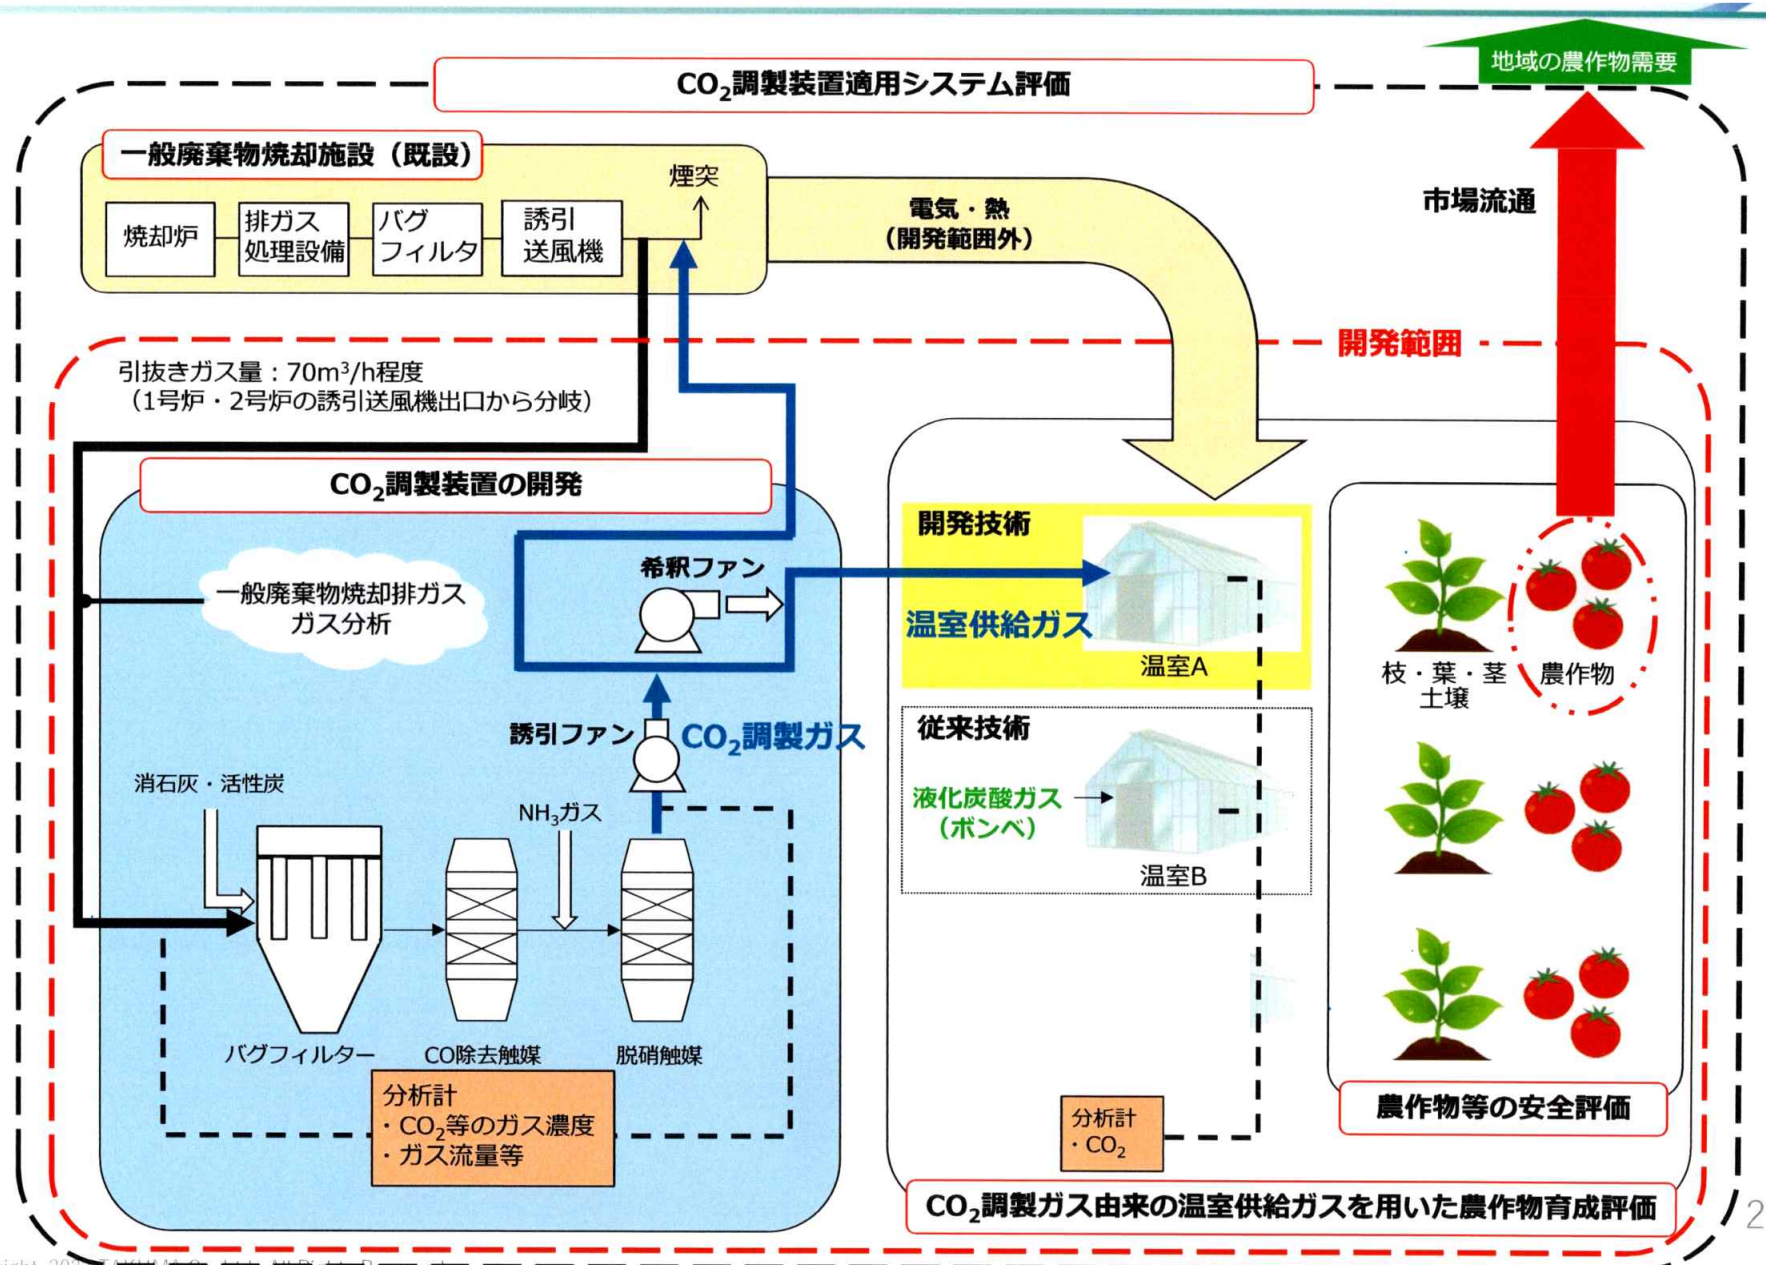 地域の農作物需要
CO₂調製装置適用システム評価
一般廃棄物焼却施設（既設）
煙突
焼却炉
排ガス
処理設備
バグ
フィルタ
誘引
送風機
電気・熱
（開発範囲外）
市場流通
開発範囲
引抜きガス量：70m³/h程度
（1号炉・2号炉の誘引送風機出口から分岐）
CO₂調製装置の開発
一般廃棄物焼却排ガス
ガス分析
希釈ファン
誘引ファン
CO₂調製ガス
消石灰・活性炭
NH₃ガス
バグフィルター
CO除去触媒
脱硝触媒
分析計
・CO₂等のガス濃度
・ガス流量等
開発技術
温室供給ガス
温室A
従来技術
液化炭酸ガス
（ボンベ）
温室B
分析計
・CO₂
枝・葉・茎
土壌
農作物
農作物等の安全評価
CO₂調製ガス由来の温室供給ガスを用いた農作物育成評価
2